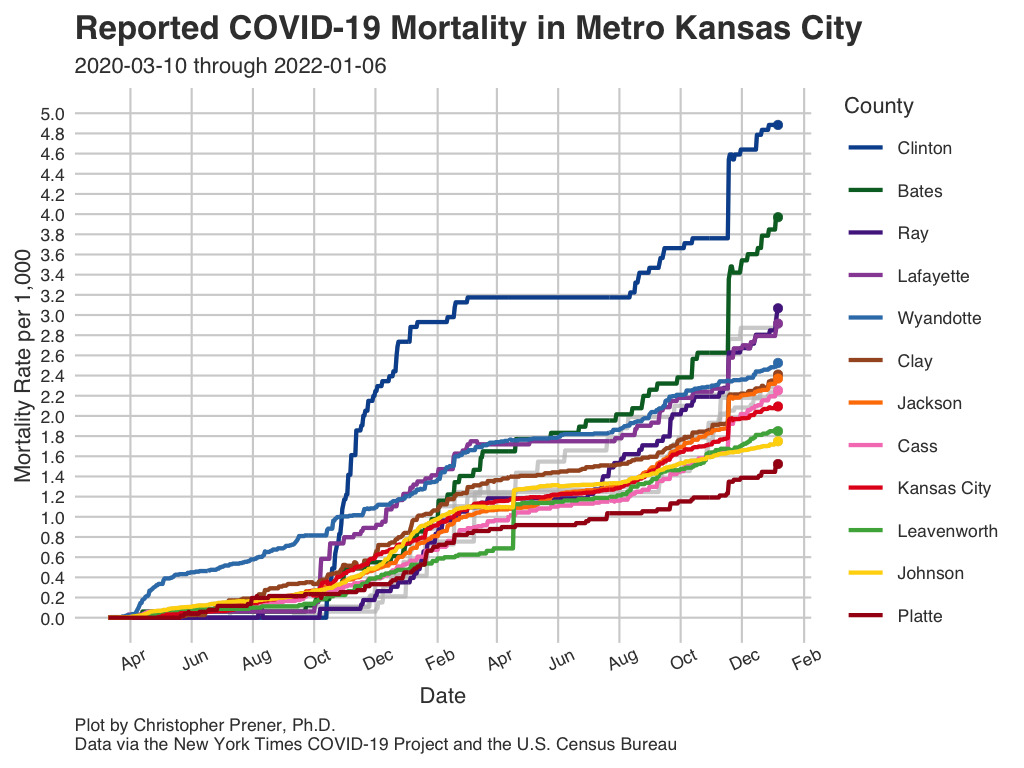 Reported COVID-19 Mortality in Metro Kansas City
2020-03-10 through 2022-01-06
Mortality Rate per 1,000
5.0
4.8
4.6
4.4
4.2
4.0
3.8
3.6
3.4
3.2
3.0
2.8
2.6
2.4
2.2
2.0
1.8
1.6
1.4
1.2
1.0
0.8
0.6
0.4
0.2
0.0
Apr Jun Aug Oct Dec Feb Apr Jun Aug Oct Dec Feb
Date
County
Clinton
Bates
Ray
Lafayette
Wyandotte
Clay
Jackson
Cass
Kansas City
Leavenworth
Johnson
Platte
Plot by Christopher Prener, Ph.D.
Data via the New York Times COVID-19 Project and the U.S. Census Bureau